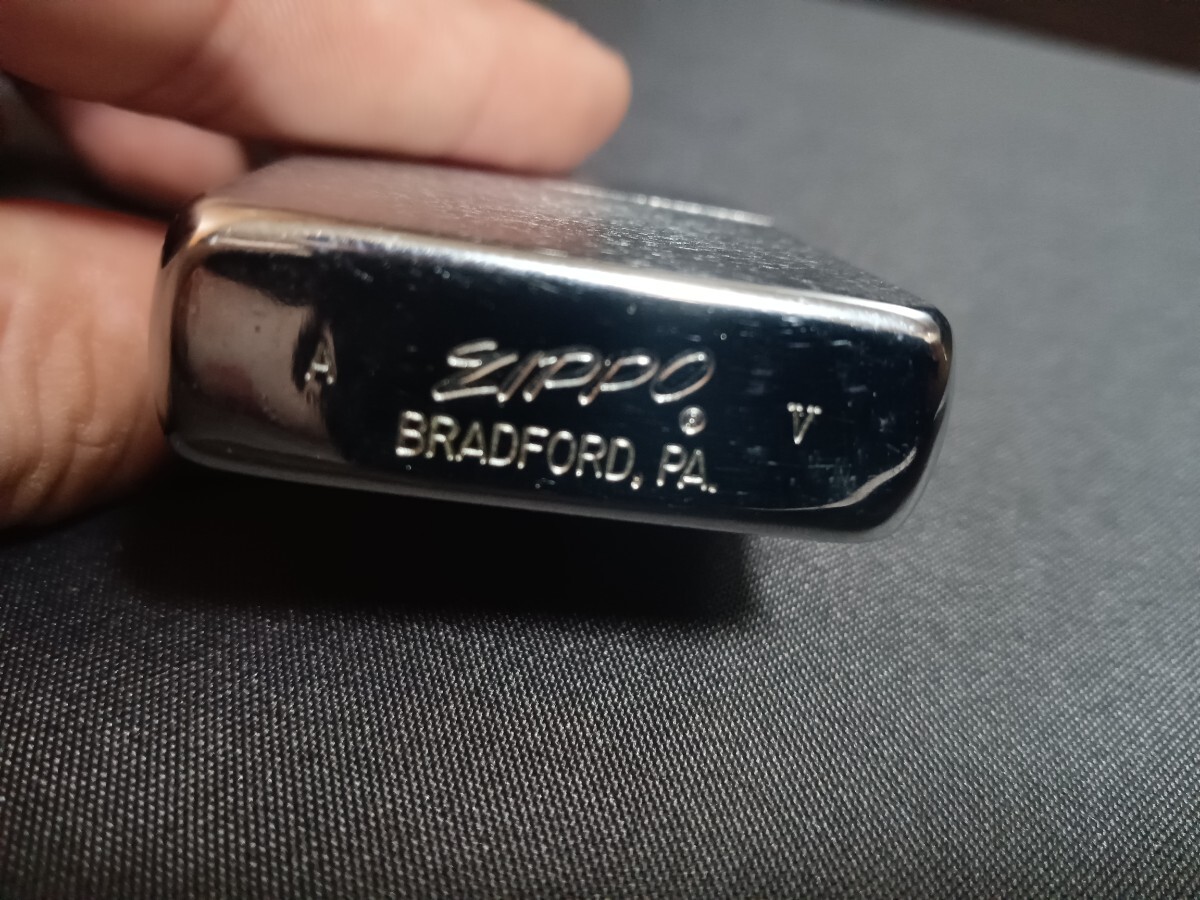 A ZIPPO ® V
BRADFORD, PA.